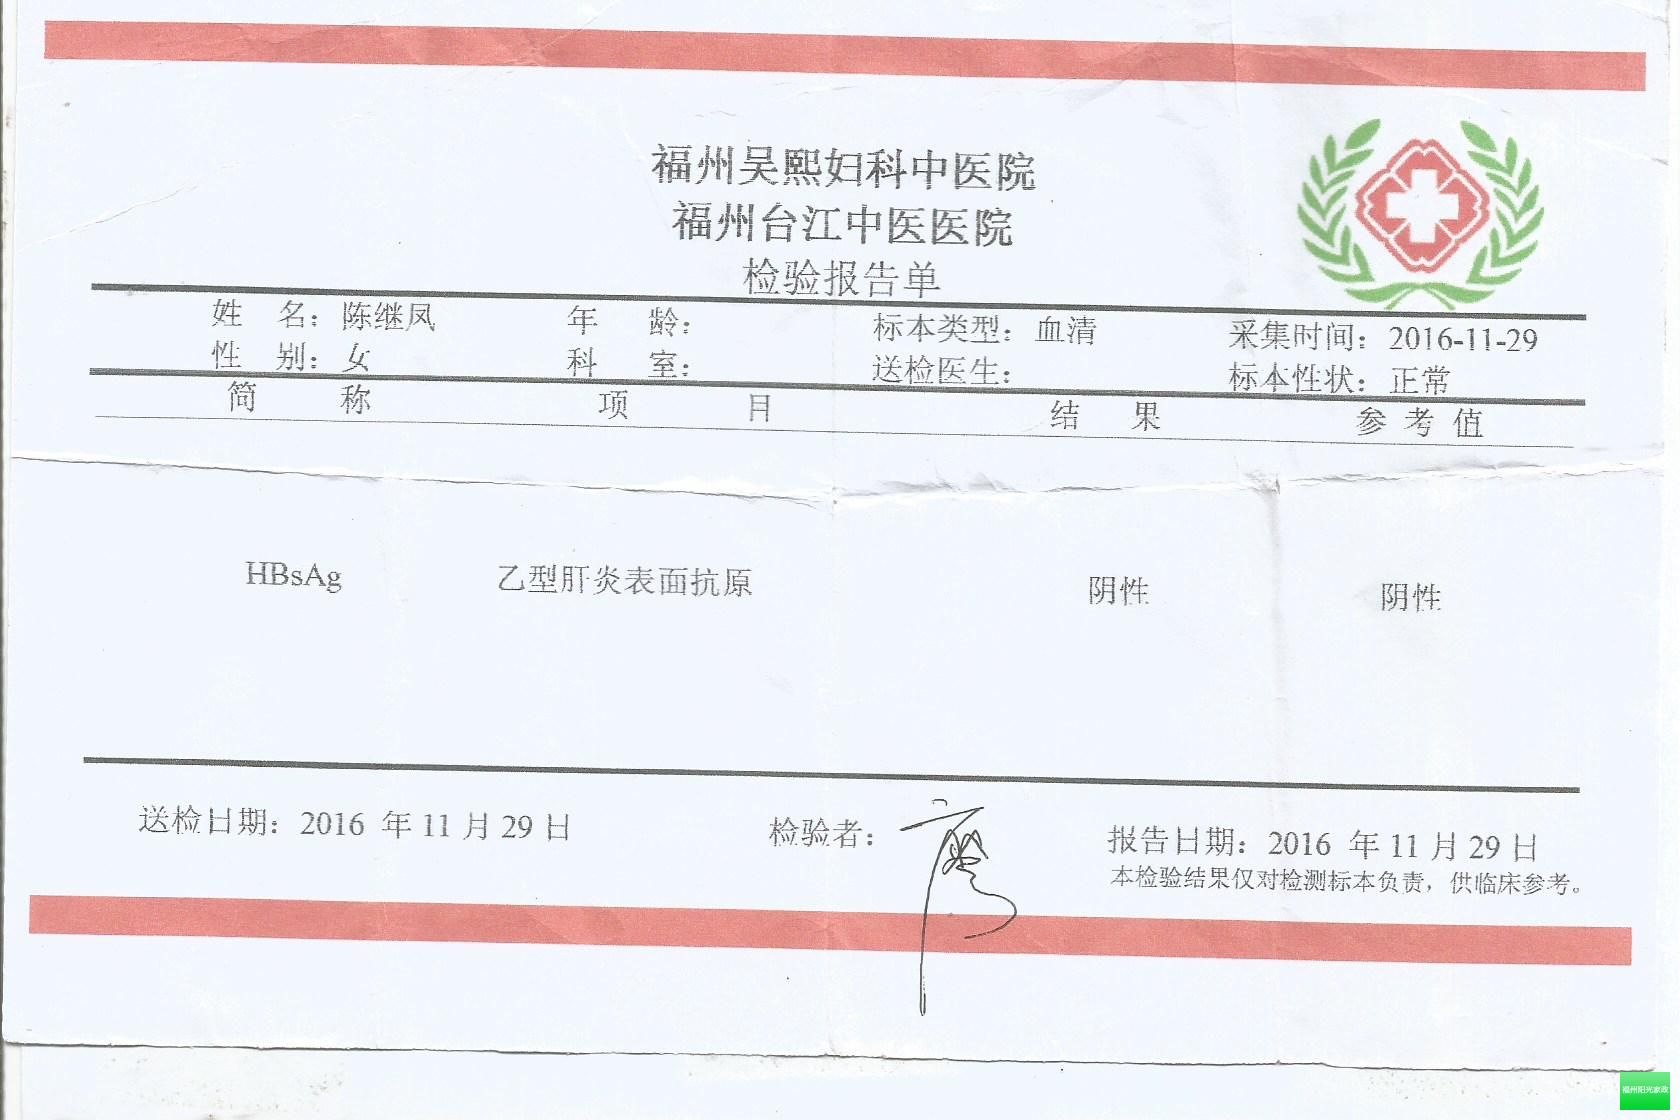 福州吴熙妇科中医院
福州台江中医医院
检验报告单
姓 名：陈继凤 年 龄： 标本类型：血清 采集时间：2016-11-29
性 别：女 科 室： 送检医生： 标本性状：正常
简 称 项 目 结 果 参 考 值
HBsAg 乙型肝炎表面抗原 阴性 阴性
送检日期：2016 年 11 月 29 日 检验者： 报告日期：2016 年 11 月 29 日
本检验结果仅对检测标本负责，供临床参考。
福州阳光家政